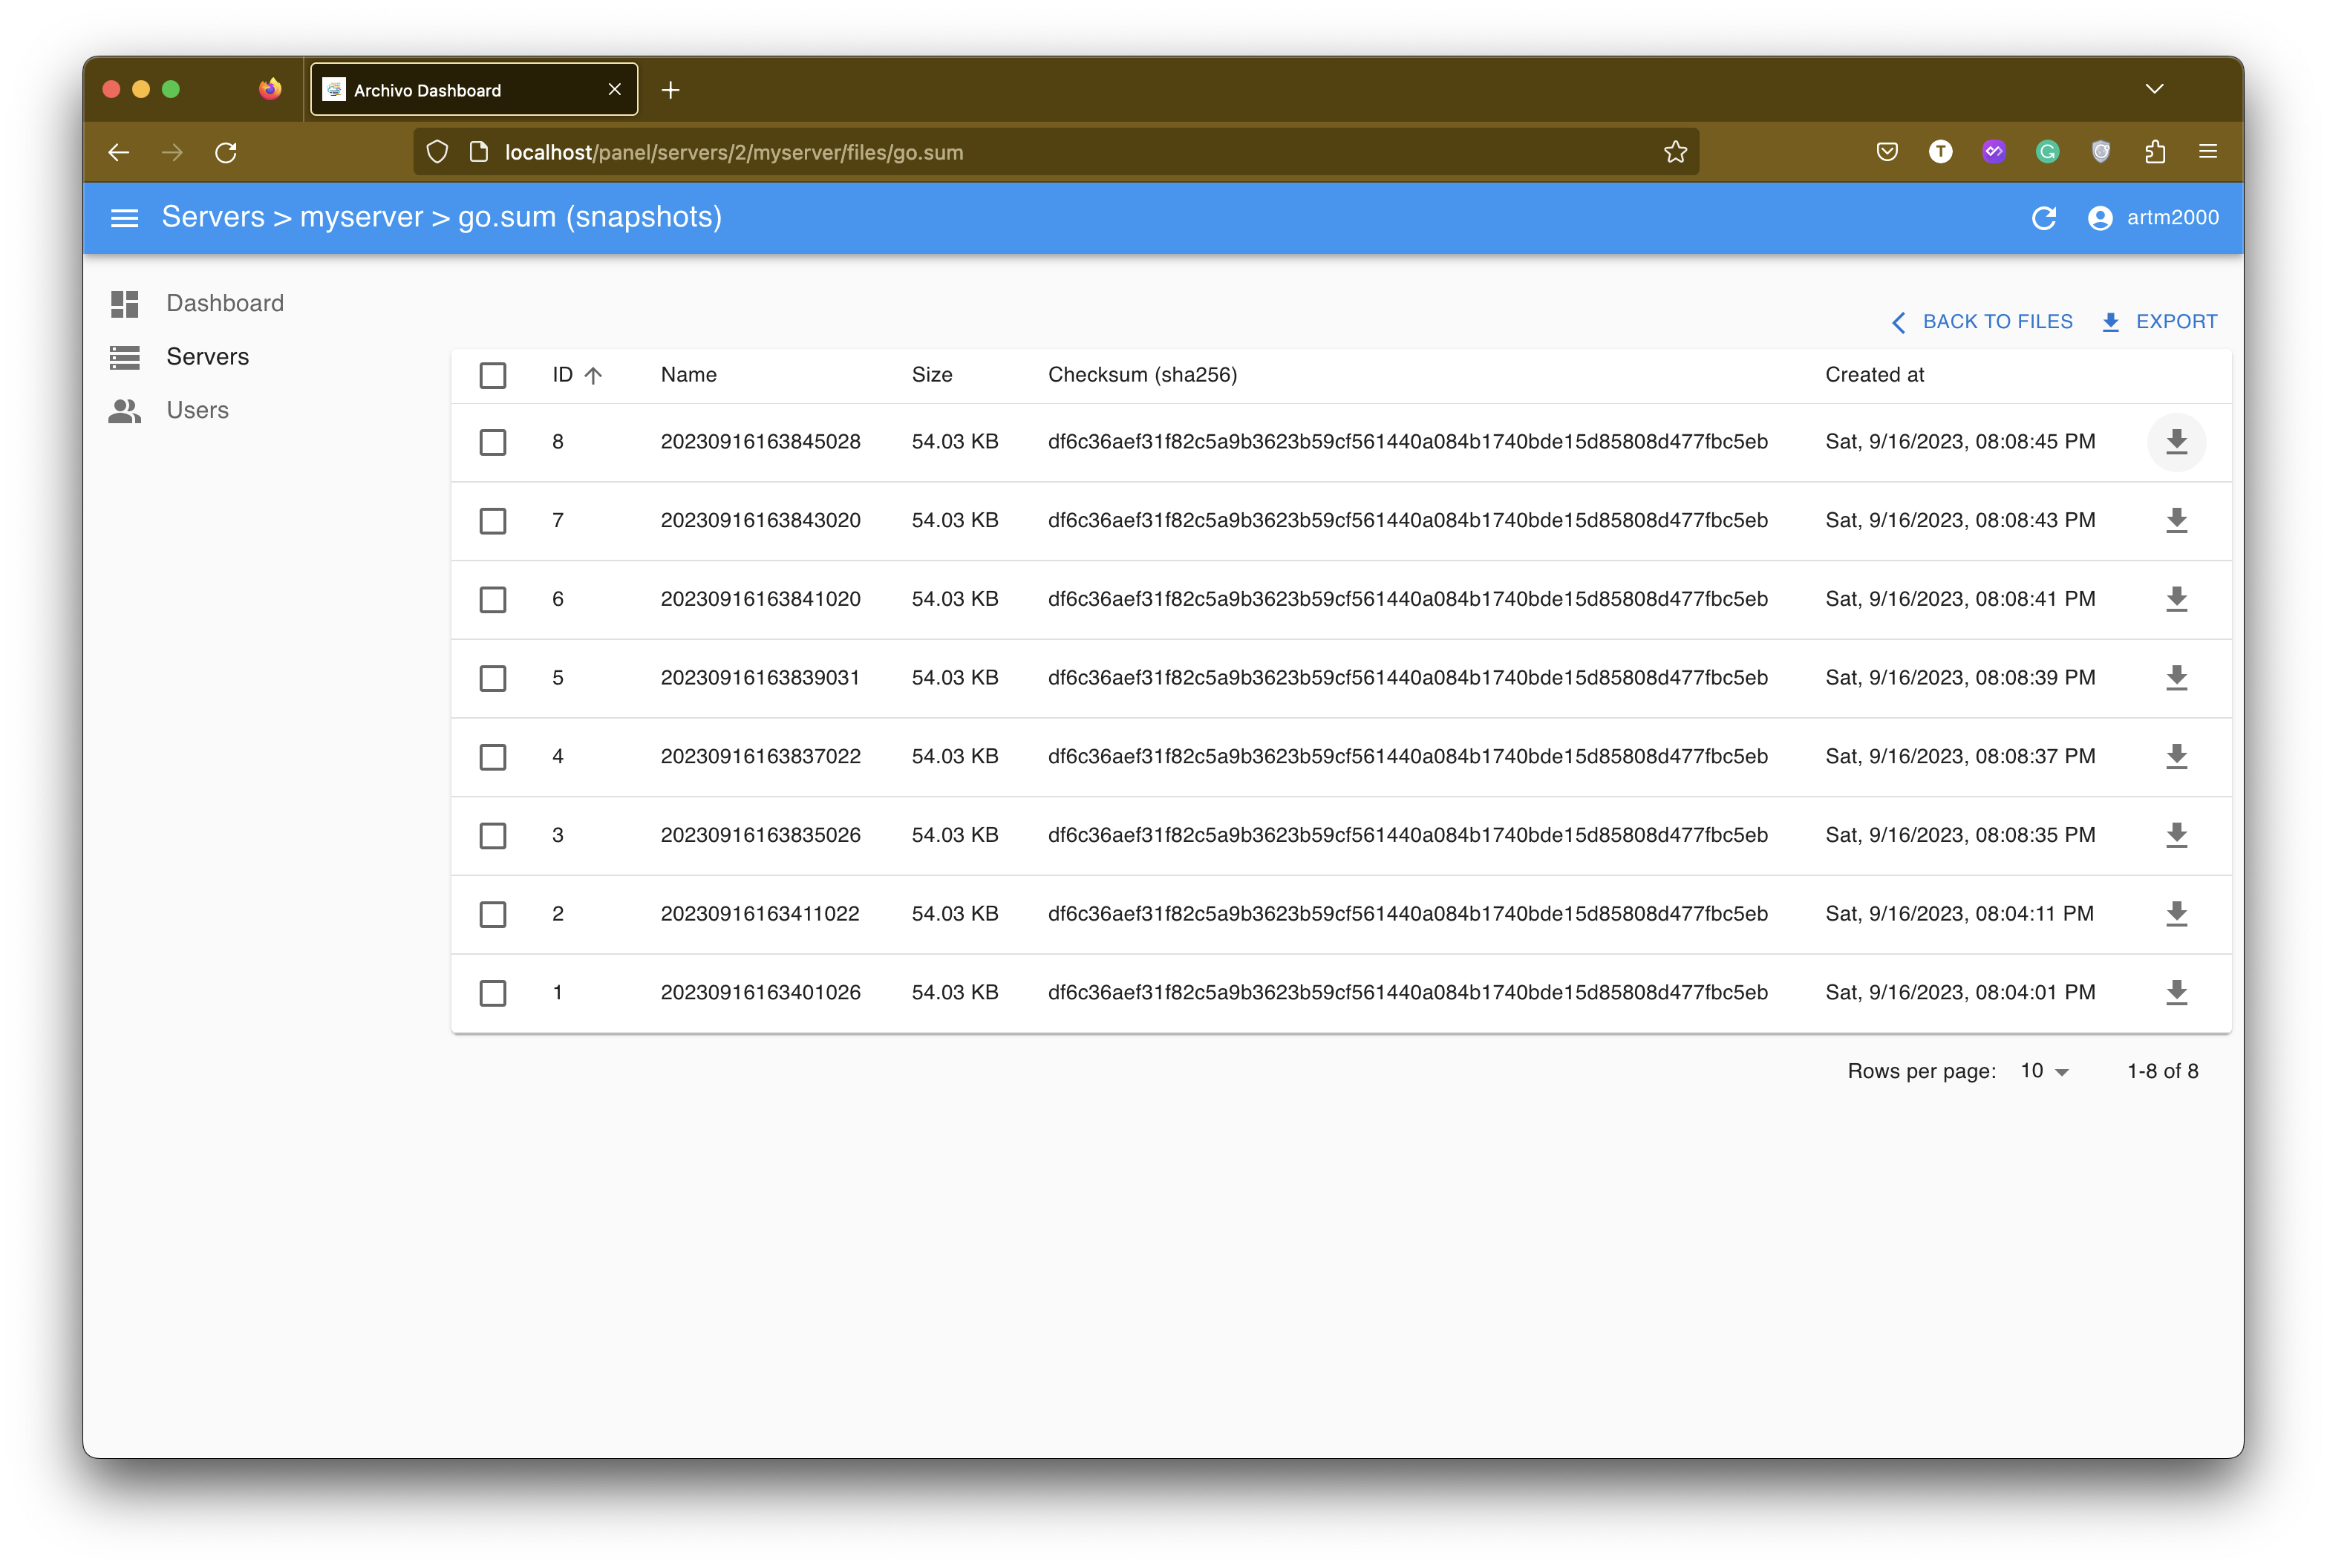 Archivo Dashboard
localhost/panel/servers/2/myserver/files/go.sum
T
G
Servers > myserver > go.sum (snapshots)
artm2000
Dashboard
Servers
Users
BACK TO FILES
EXPORT
ID Name Size Checksum (sha256) Created at
8 20230916163845028 54.03 KB df6c36aef31f82c5a9b3623b59cf561440a084b1740bde15d85808d477fbc5eb Sat, 9/16/2023, 08:08:45 PM
7 20230916163843020 54.03 KB df6c36aef31f82c5a9b3623b59cf561440a084b1740bde15d85808d477fbc5eb Sat, 9/16/2023, 08:08:43 PM
6 20230916163841020 54.03 KB df6c36aef31f82c5a9b3623b59cf561440a084b1740bde15d85808d477fbc5eb Sat, 9/16/2023, 08:08:41 PM
5 20230916163839031 54.03 KB df6c36aef31f82c5a9b3623b59cf561440a084b1740bde15d85808d477fbc5eb Sat, 9/16/2023, 08:08:39 PM
4 20230916163837022 54.03 KB df6c36aef31f82c5a9b3623b59cf561440a084b1740bde15d85808d477fbc5eb Sat, 9/16/2023, 08:08:37 PM
3 20230916163835026 54.03 KB df6c36aef31f82c5a9b3623b59cf561440a084b1740bde15d85808d477fbc5eb Sat, 9/16/2023, 08:08:35 PM
2 20230916163411022 54.03 KB df6c36aef31f82c5a9b3623b59cf561440a084b1740bde15d85808d477fbc5eb Sat, 9/16/2023, 08:04:11 PM
1 20230916163401026 54.03 KB df6c36aef31f82c5a9b3623b59cf561440a084b1740bde15d85808d477fbc5eb Sat, 9/16/2023, 08:04:01 PM
Rows per page: 10 1-8 of 8